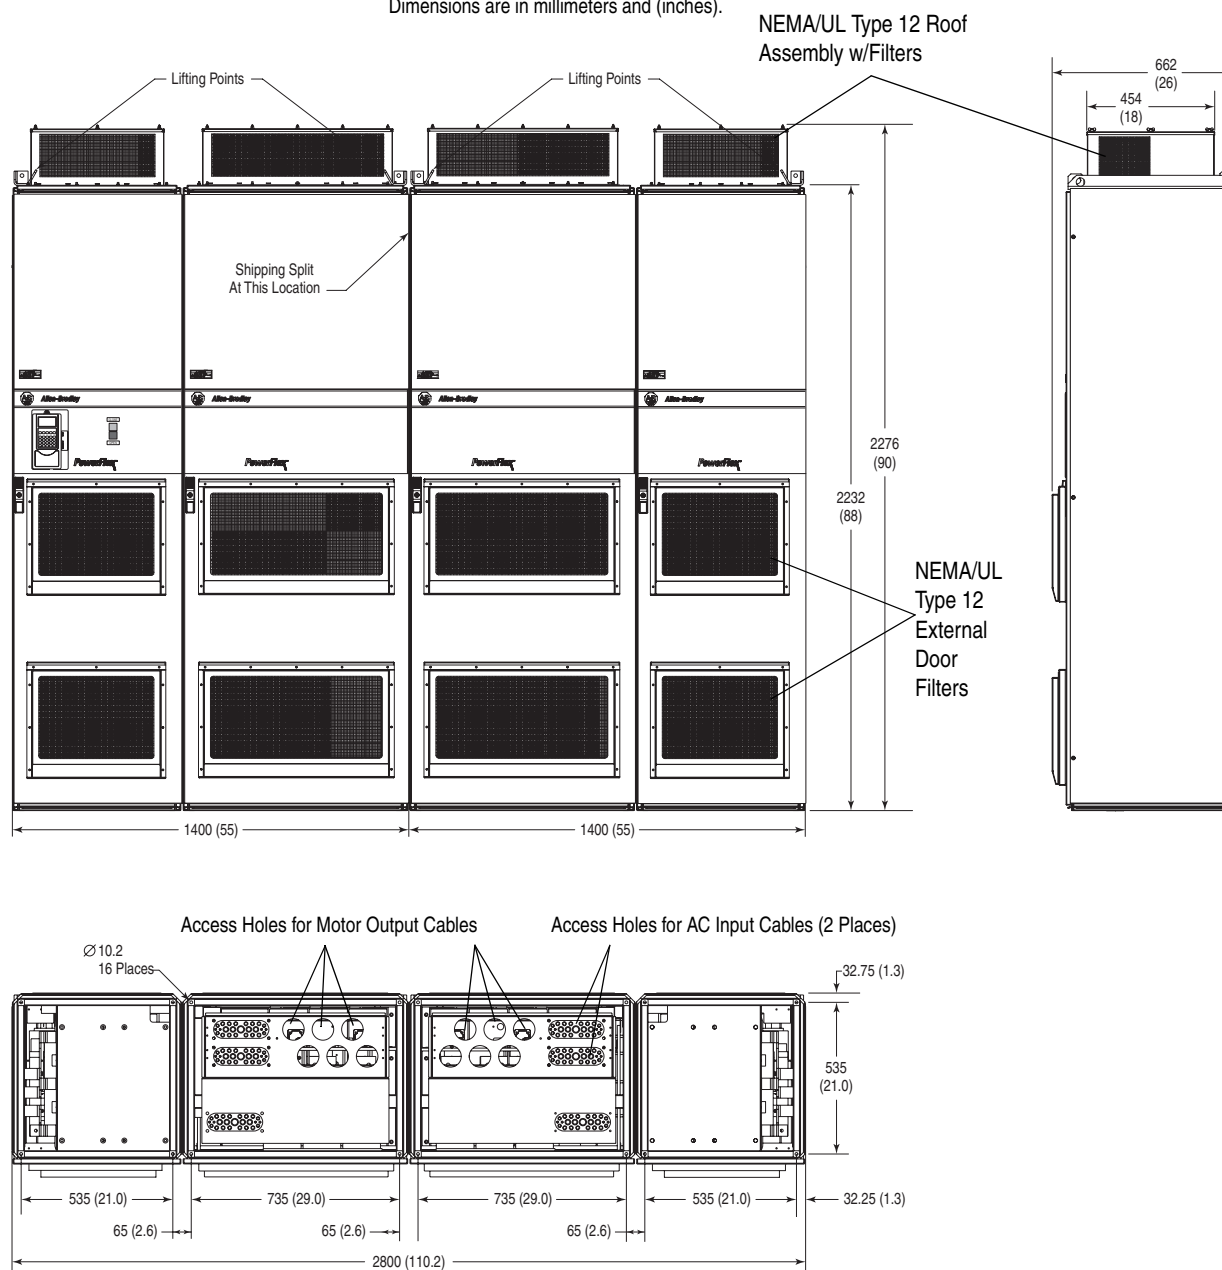 Dimensions are in millimeters and (inches).
NEMA/UL Type 12 Roof
Assembly w/Filters
Lifting Points
Lifting Points
662
(26)
454
(18)
Shipping Split
At This Location
Allen-Bradley
Allen-Bradley
Allen-Bradley
Allen-Bradley
PowerFlex
PowerFlex
PowerFlex
PowerFlex
2276
(90)
2232
(88)
NEMA/UL
Type 12
External
Door
Filters
1400 (55)
1400 (55)
Access Holes for Motor Output Cables
Access Holes for AC Input Cables (2 Places)
Ø 10.2
16 Places
32.75 (1.3)
535
(21.0)
535 (21.0)
735 (29.0)
735 (29.0)
535 (21.0)
32.25 (1.3)
65 (2.6)
65 (2.6)
65 (2.6)
2800 (110.2)